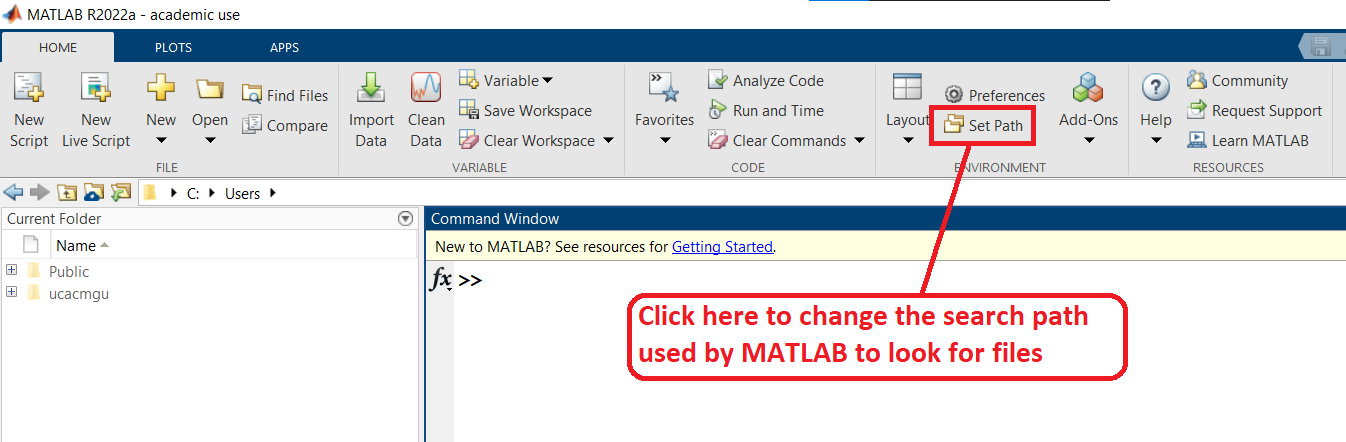 MATLAB R2022a - academic use
HOME PLOTS APPS
New Script
New Live Script
New
Open
Find Files
Compare
FILE
Import Data
Clean Data
Variable
Save Workspace
Clear Workspace
VARIABLE
Favorites
Analyze Code
Run and Time
Clear Commands
CODE
Layout
Preferences
Set Path
Add-Ons
ENVIRONMENT
Help
Community
Request Support
Learn MATLAB
RESOURCES
C: Users
Current Folder
Name
Public
ucacmgu
Command Window
New to MATLAB? See resources for Getting Started.
fx >>
Click here to change the search path
used by MATLAB to look for files